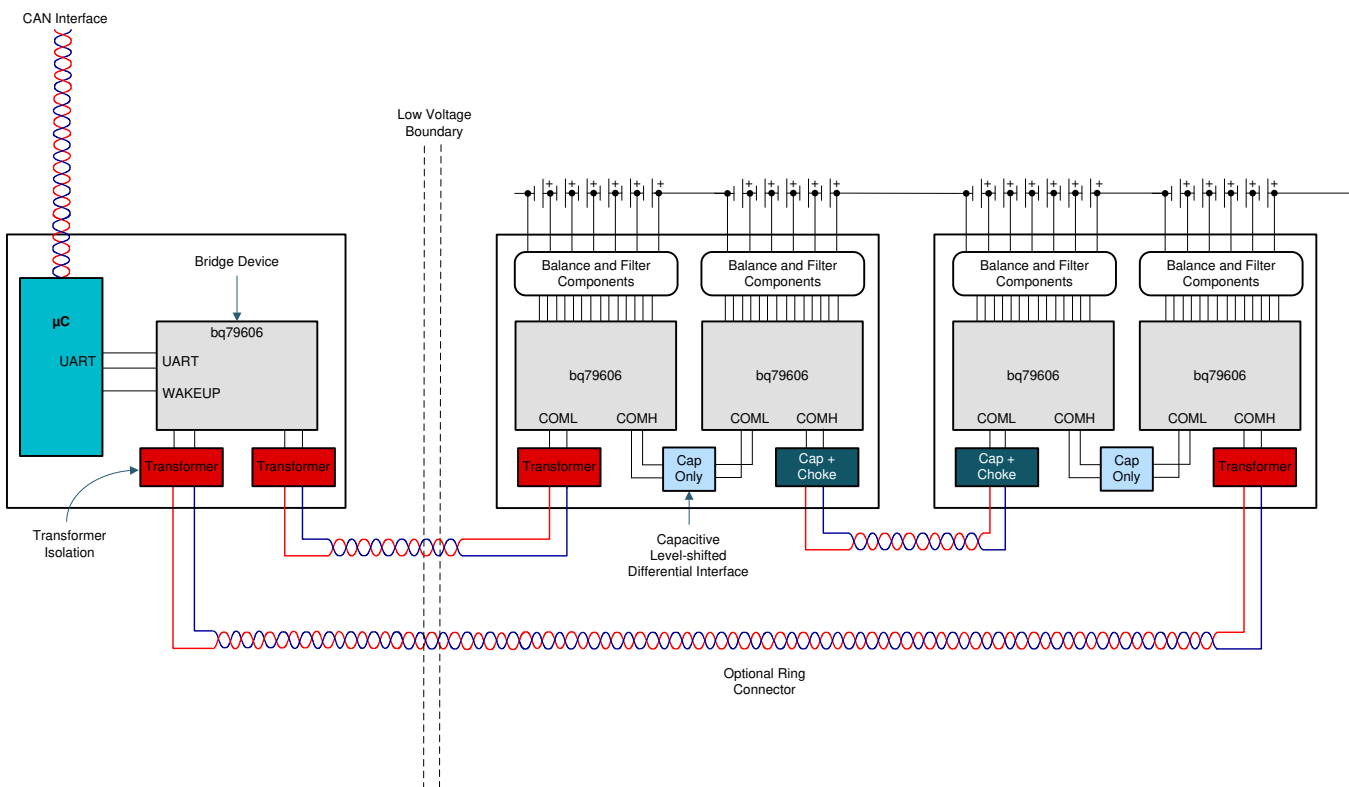 CAN Interface
Low Voltage
Boundary
+ + + + + +
+ + + + +
+ + + + + +
+ + + + +
Bridge Device
µC
UART
bq79606
UART
WAKEUP
Transformer
Transformer
Transformer
Isolation
Balance and Filter
Components
Balance and Filter
Components
bq79606
COML
COMH
bq79606
COML
COMH
Transformer
Cap
Only
Cap +
Choke
Capacitive
Level-shifted
Differential Interface
Balance and Filter
Components
Balance and Filter
Components
bq79606
COML
COMH
bq79606
COML
COMH
Cap +
Choke
Cap
Only
Transformer
Optional Ring
Connector